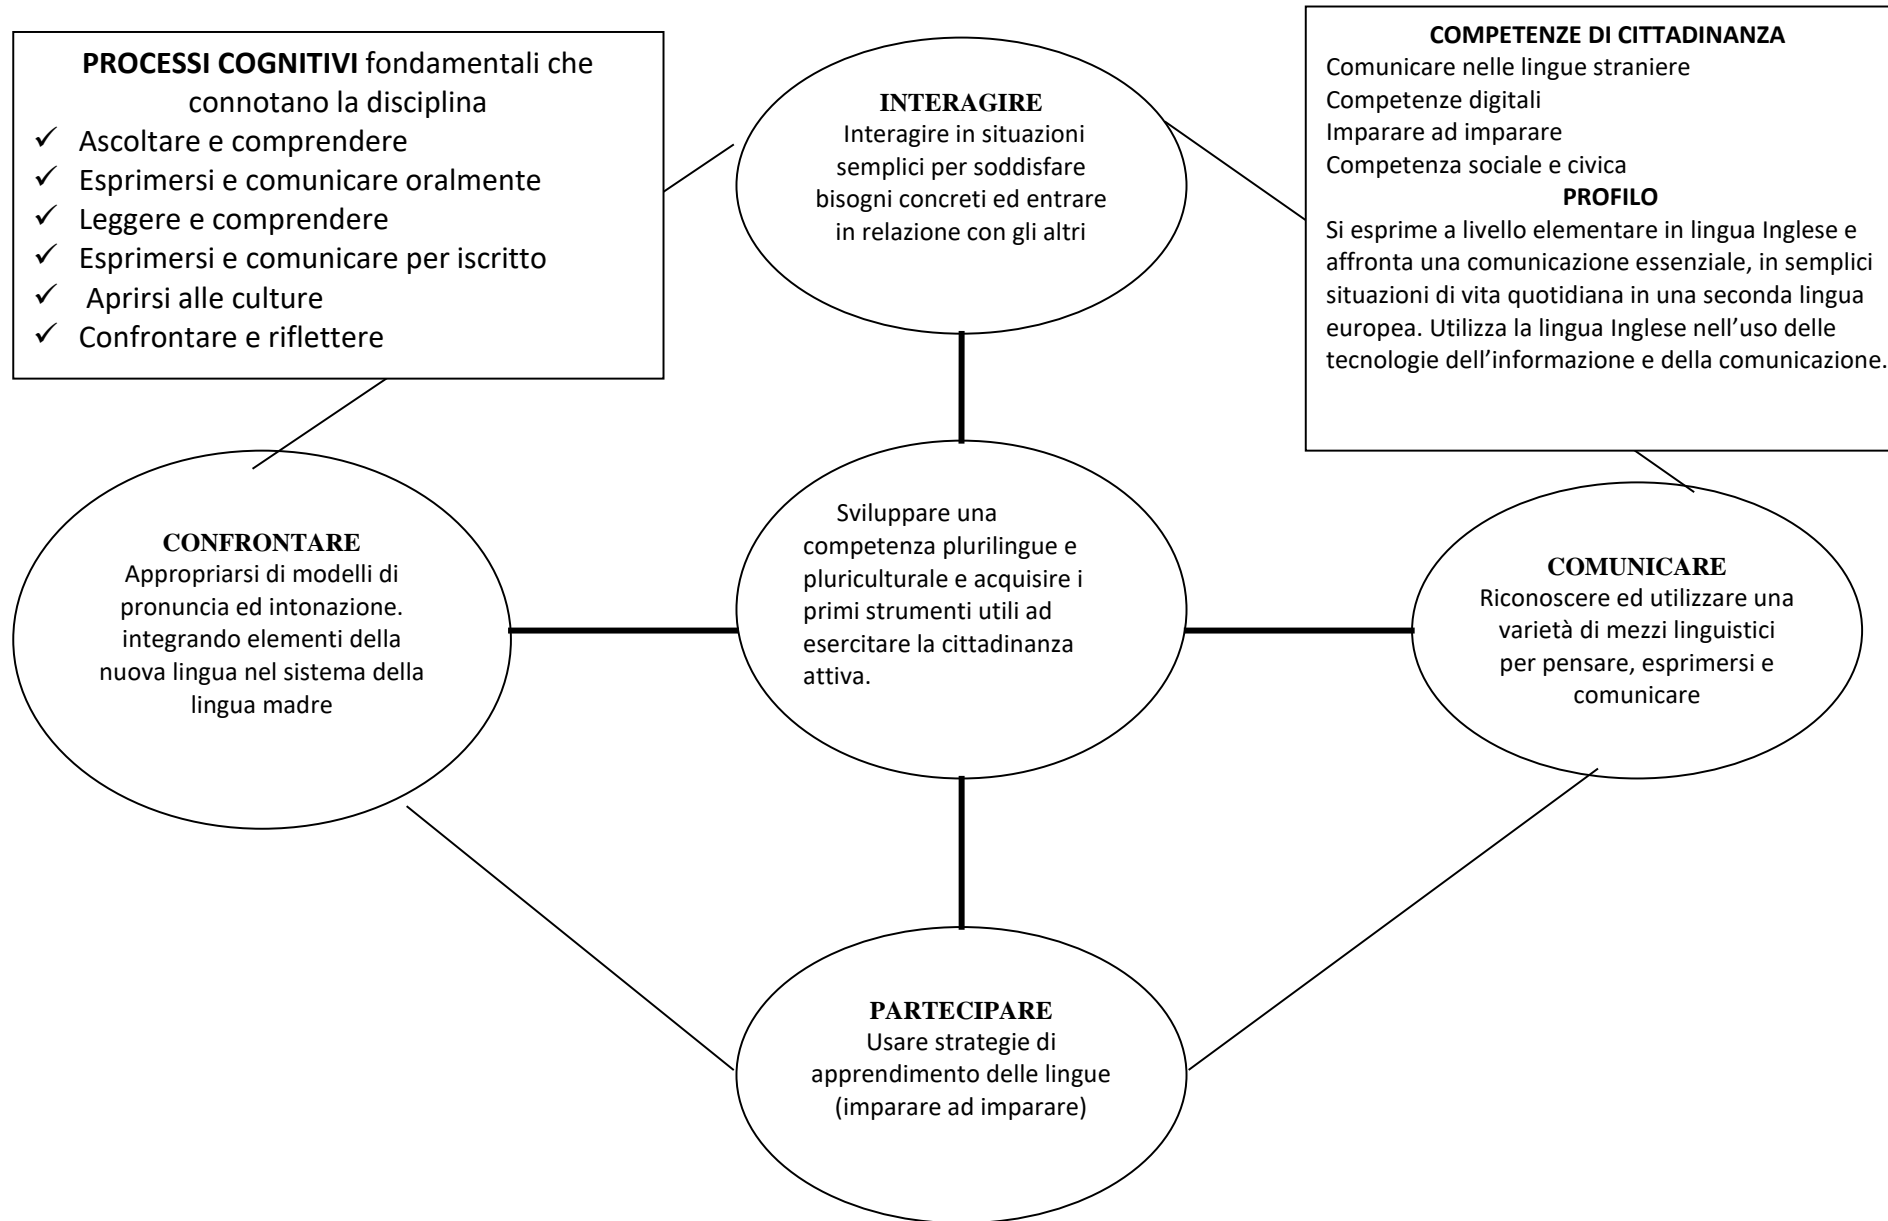 PROCESSI COGNITIVI fondamentali che
connotano la disciplina
✓ Ascoltare e comprendere
✓ Esprimersi e comunicare oralmente
✓ Leggere e comprendere
✓ Esprimersi e comunicare per iscritto
✓ Aprirsi alle culture
✓ Confrontare e riflettere
INTERAGIRE
Interagire in situazioni
semplici per soddisfare
bisogni concreti ed entrare
in relazione con gli altri
COMPETENZE DI CITTADINANZA
Comunicare nelle lingue straniere
Competenze digitali
Imparare ad imparare
Competenza sociale e civica
PROFILO
Si esprime a livello elementare in lingua Inglese e
affronta una comunicazione essenziale, in semplici
situazioni di vita quotidiana in una seconda lingua
europea. Utilizza la lingua Inglese nell’uso delle
tecnologie dell’informazione e della comunicazione.
CONFRONTARE
Appropriarsi di modelli di
pronuncia ed intonazione.
integrando elementi della
nuova lingua nel sistema della
lingua madre
Sviluppare una
competenza plurilingue e
pluriculturale e acquisire i
primi strumenti utili ad
esercitare la cittadinanza
attiva.
COMUNICARE
Riconoscere ed utilizzare una
varietà di mezzi linguistici
per pensare, esprimersi e
comunicare
PARTECIPARE
Usare strategie di
apprendimento delle lingue
(imparare ad imparare)